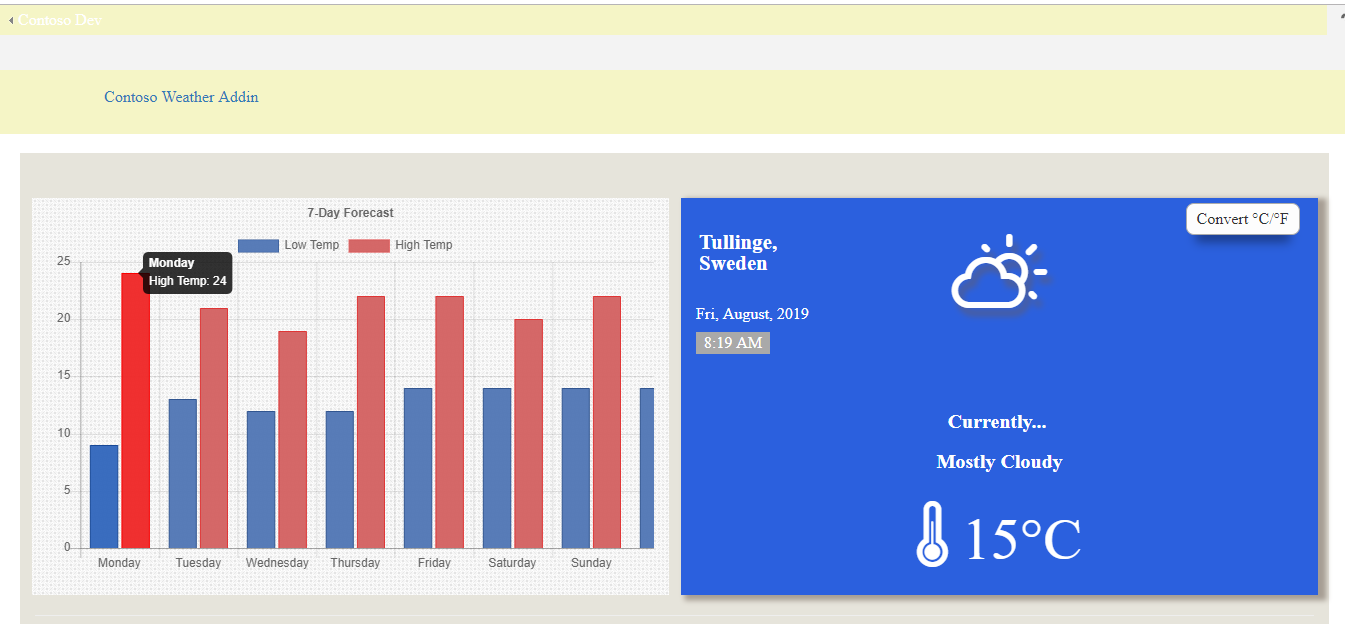 Contoso Dev
Contoso Weather Addin
7-Day Forecast
Low Temp High Temp
25
20
15
10
5
0
Monday
High Temp: 24
Monday Tuesday Wednesday Thursday Friday Saturday Sunday
Convert °C/°F
Tullinge,
Sweden
Fri, August, 2019
8:19 AM
Currently...
Mostly Cloudy
15°C